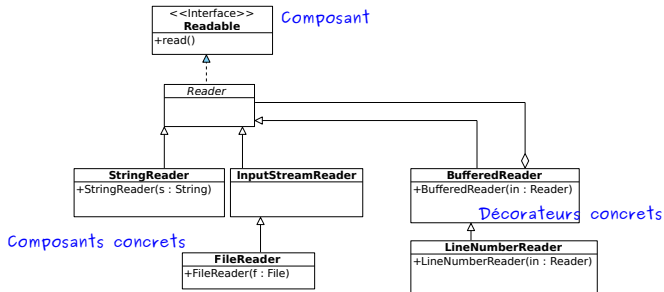 <<Interface>>
Readable
+read()
Composant
Reader
StringReader
+StringReader(s : String)
InputStreamReader
BufferedReader
+BufferedReader(in : Reader)
Décorateurs concrets
Composants concrets
FileReader
+FileReader(f : File)
LineNumberReader
+LineNumberReader(in : Reader)